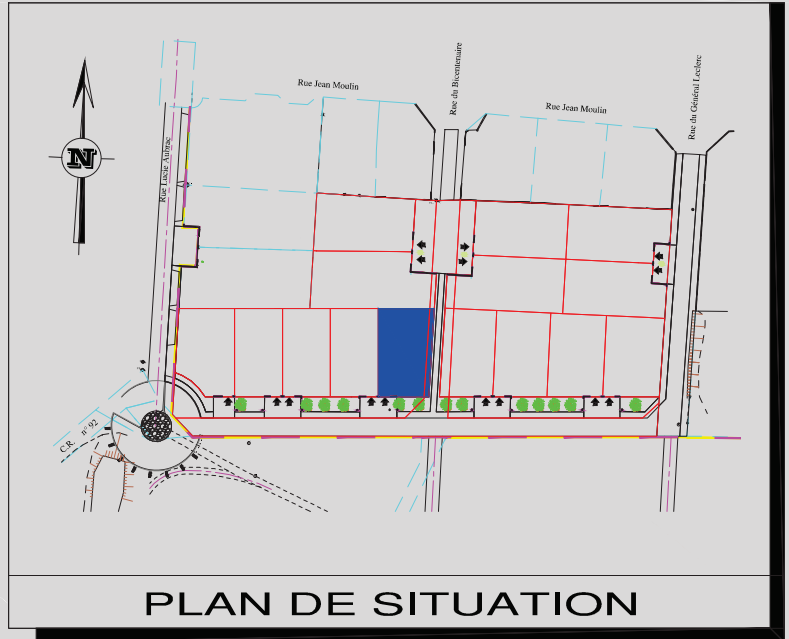 Rue Jean Moulin
Rue du Bicentenaire
Rue Jean Moulin
Rue du Général Leclerc
Rue Lucie Aubrac
N
C.R. n° 92
PLAN DE SITUATION